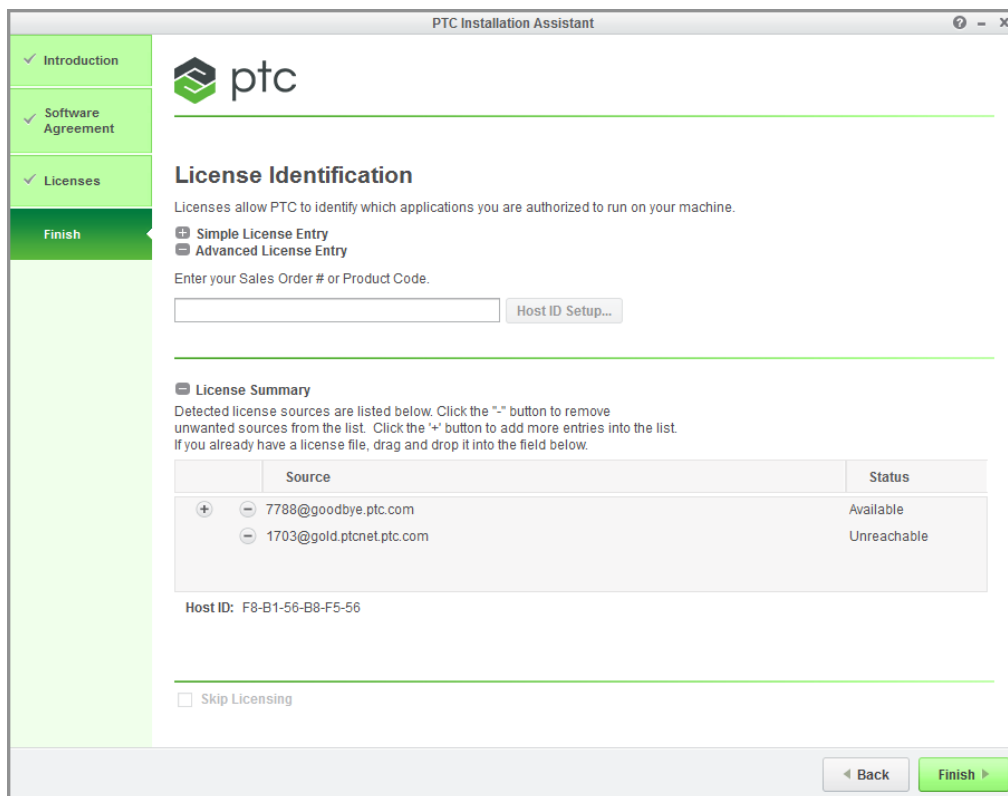 PTC Installation Assistant
Introduction
Software
Agreement
Licenses
Finish
ptc
License Identification
Licenses allow PTC to identify which applications you are authorized to run on your machine.
Simple License Entry
Advanced License Entry
Enter your Sales Order # or Product Code.
Host ID Setup...
License Summary
Detected license sources are listed below. Click the "-" button to remove
unwanted sources from the list. Click the '+' button to add more entries into the list.
If you already have a license file, drag and drop it into the field below.
Source Status
7788@goodbye.ptc.com Available
1703@gold.ptcnet.ptc.com Unreachable
Host ID: F8-B1-56-B8-F5-56
Skip Licensing
Back Finish